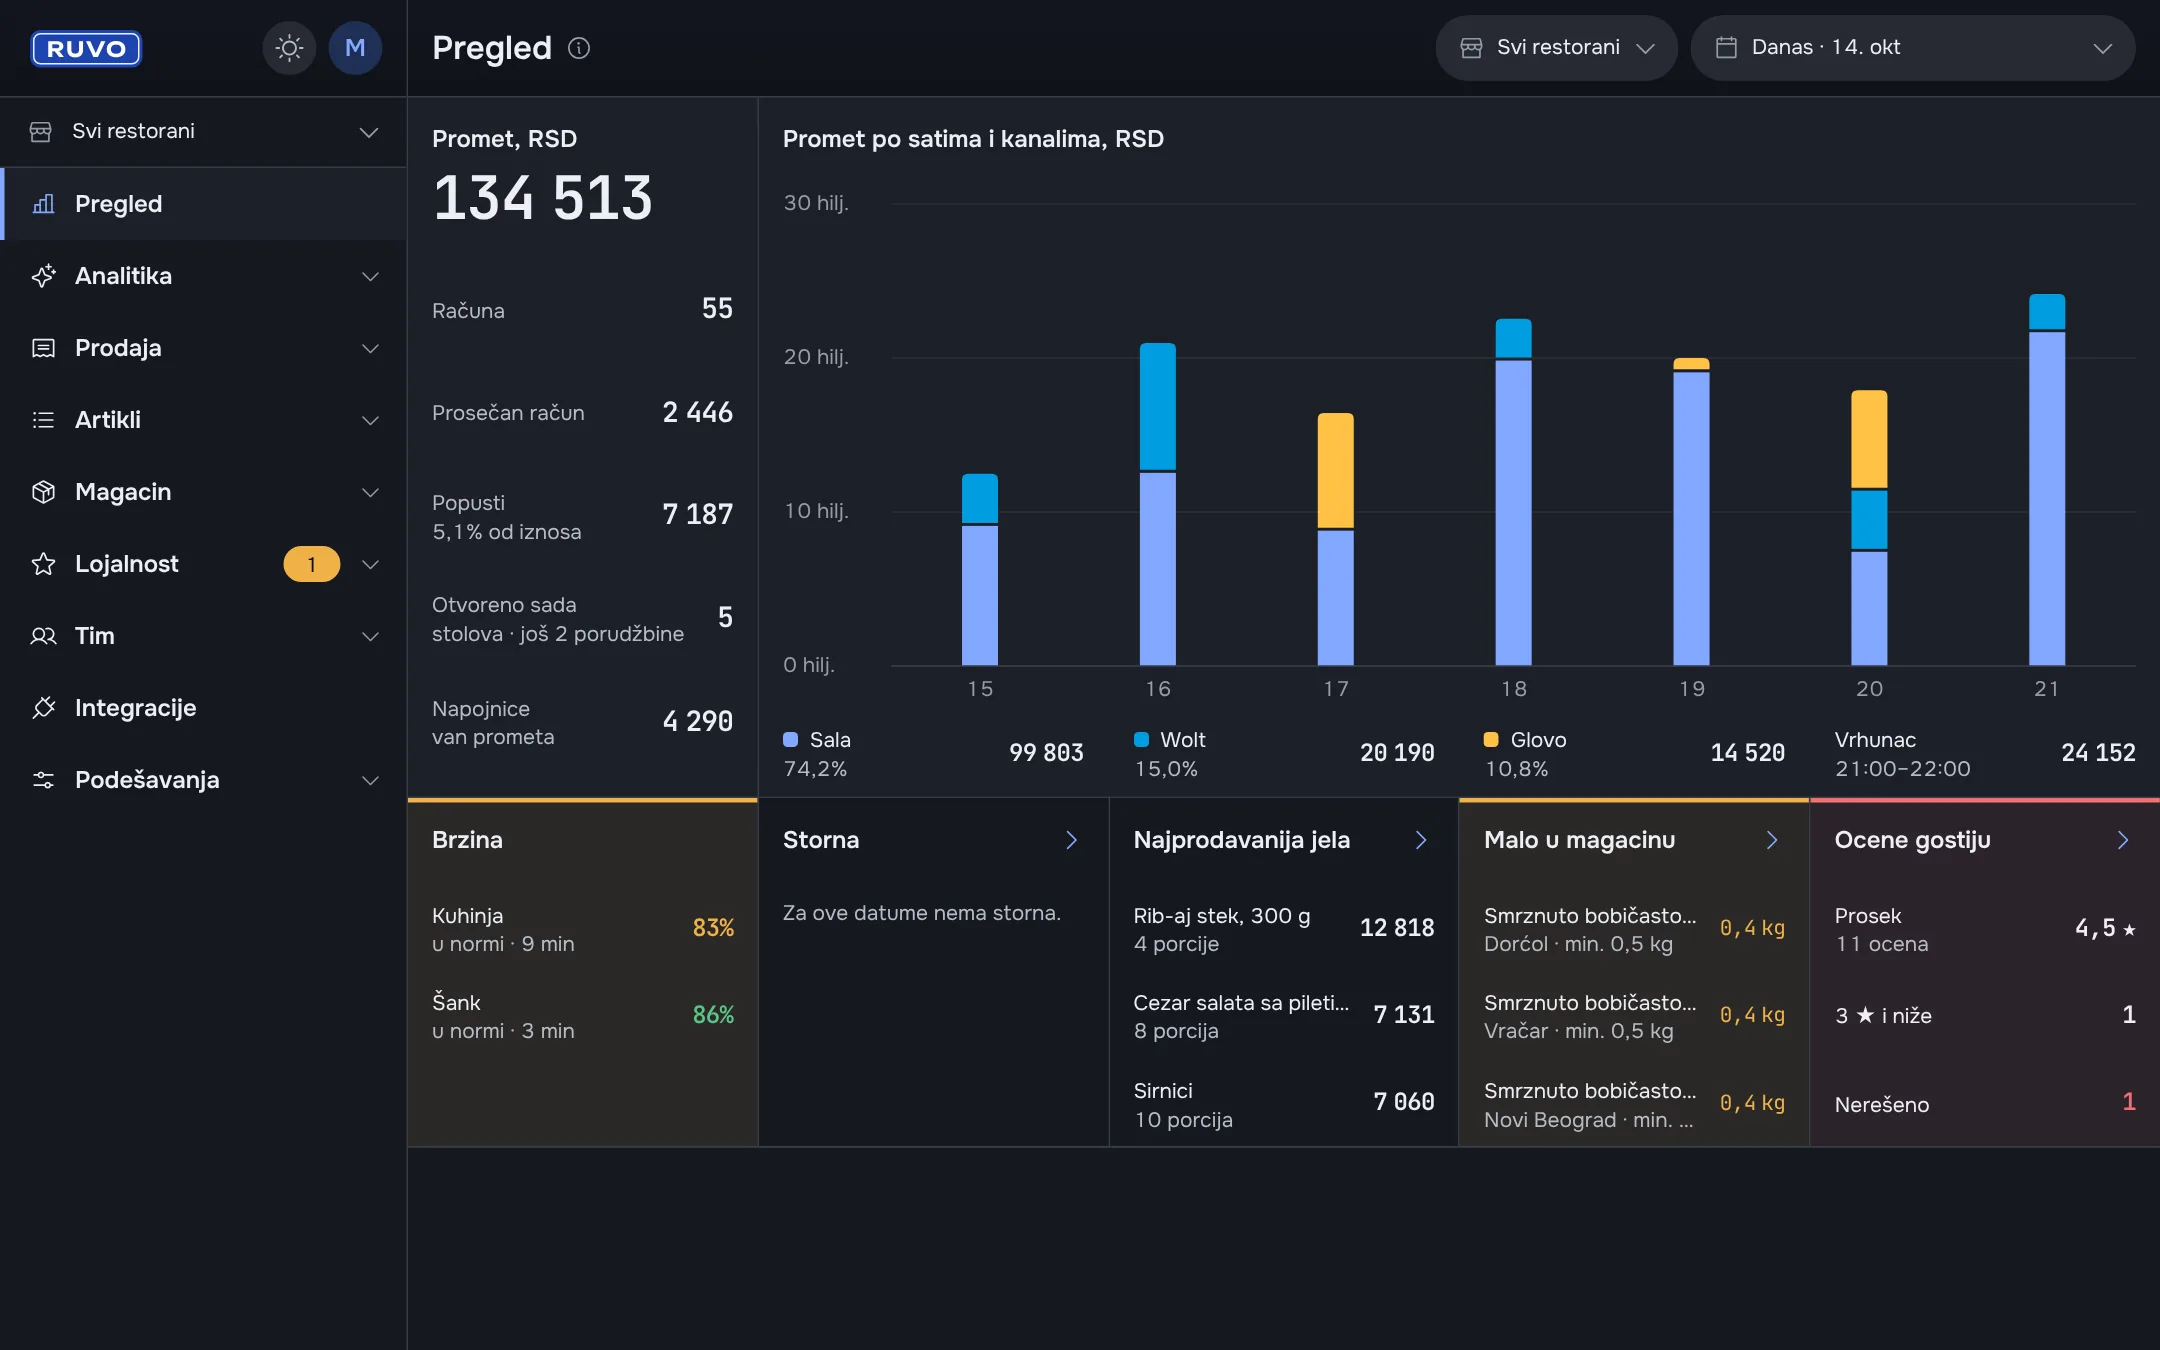 RUVO
M
Pregled
Svi restorani
Danas · 14. okt
Svi restorani
Pregled
Analitika
Prodaja
Artikli
Magacin
Lojalnost
1
Tim
Integracije
Podešavanja
Promet, RSD
134 513
Računa
55
Prosečan račun
2 446
Popusti
5,1% od iznosa
7 187
Otvoreno sada
stolova · još 2 porudžbine
5
Napojnice
van prometa
4 290
Promet po satima i kanalima, RSD
30 hilj.
20 hilj.
10 hilj.
0 hilj.
15
16
17
18
19
20
21
Sala
74,2%
99 803
Wolt
15,0%
20 190
Glovo
10,8%
14 520
Vrhunac
21:00–22:00
24 152
Brzina
Kuhinja
u normi · 9 min
83%
Šank
u normi · 3 min
86%
Storna
Za ove datume nema storna.
Najprodavanija jela
Rib-aj stek, 300 g
4 porcije
12 818
Cezar salata sa pileti...
8 porcija
7 131
Sirnici
10 porcija
7 060
Malo u magacinu
Smrznuto bobičasto...
Dorćol · min. 0,5 kg
0,4 kg
Smrznuto bobičasto...
Vračar · min. 0,5 kg
0,4 kg
Smrznuto bobičasto...
Novi Beograd · min. ...
0,4 kg
Ocene gostiju
Prosek
11 ocena
4,5 ★
3 ★ i niže
1
Nerešeno
1